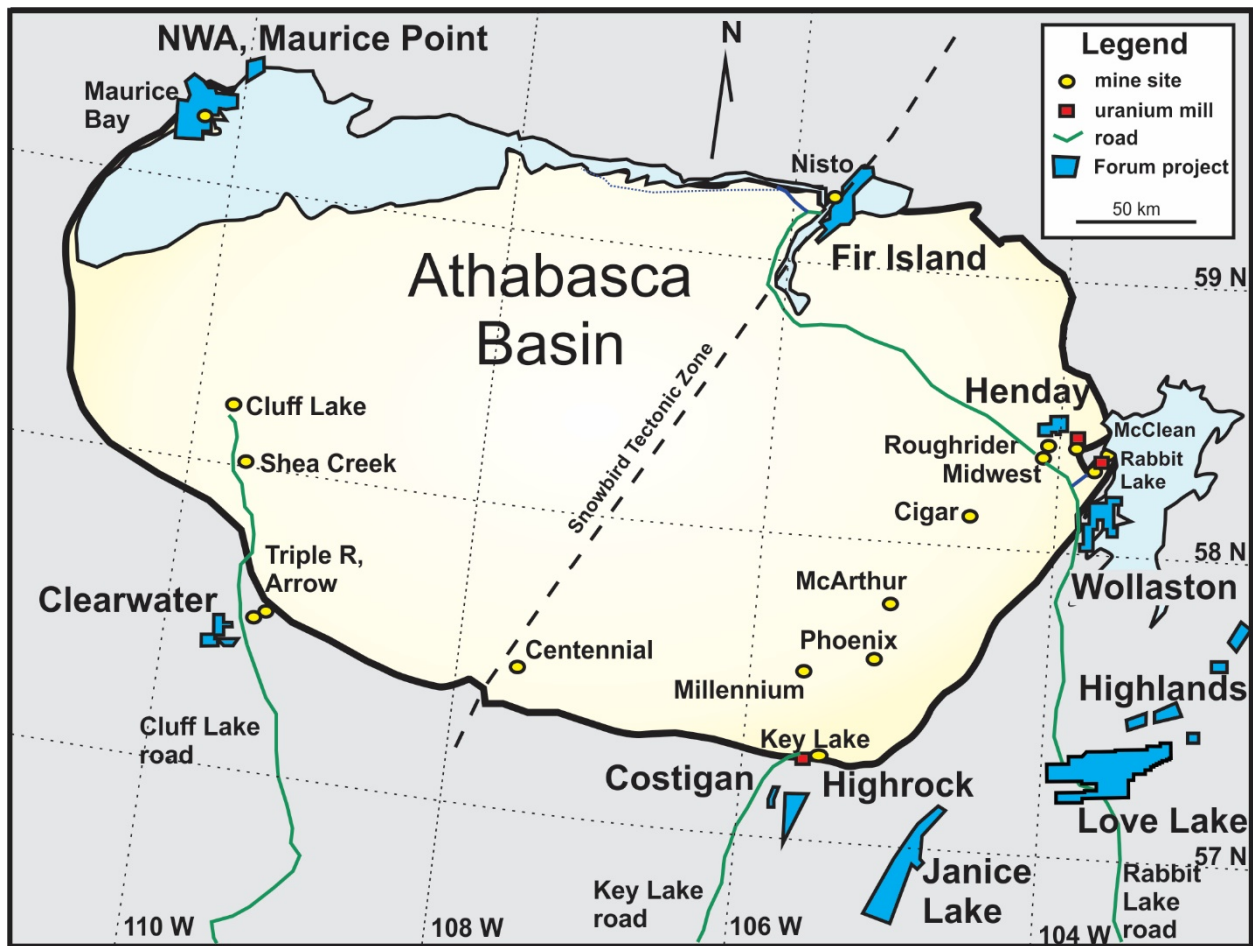 NWA, Maurice Point
Maurice
Bay
N
Legend
mine site
uranium mill
road
Forum project
50 km
Nisto
Fir Island
59 N
Athabasca
Basin
Snowbird Tectonic Zone
Cluff Lake
Shea Creek
Henday
Roughrider
Midwest
McClean
Rabbit
Lake
Cigar
58 N
Wollaston
Triple R,
Arrow
Clearwater
McArthur
Phoenix
Centennial
Millennium
Highlands
Cluff Lake
road
Key Lake
Costigan
Highrock
Love Lake
57 N
Janice
Lake
Key Lake
road
Rabbit
Lake
road
110 W
108 W
106 W
104 W